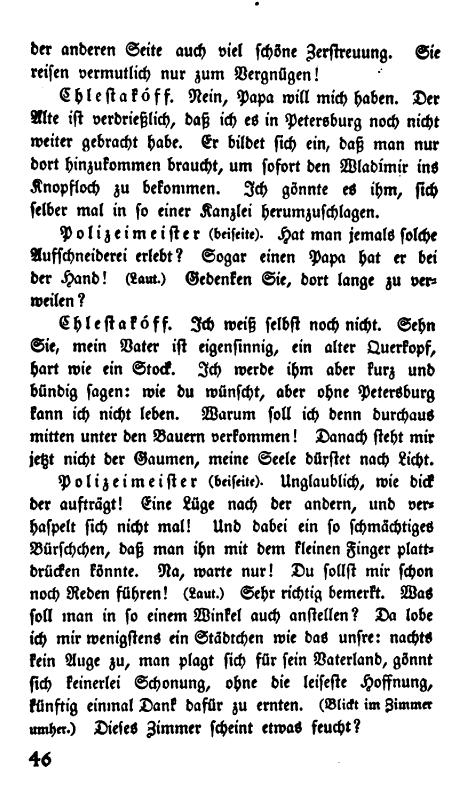 der anderen Seite auch viel schöne Zerstreuung. Sie
reisen vermutlich nur zum Vergnügen!
Chlestakóff. Nein, Papa will mich haben. Der
Alte ist verdrießlich, daß ich es in Petersburg noch nicht
weiter gebracht habe. Er bildet sich ein, daß man nur
dort hinzukommen braucht, um sofort den Wladímir ins
Knopfloch zu bekommen. Ich gönnte es ihm, sich
selber mal in so einer Kanzlei herumzuschlagen.
Polizeimeister (beiseite). Hat man jemals solche
Aufschneiderei erlebt? Sogar einen Papa hat er bei
der Hand! (Laut.) Gedenken Sie, dort lange zu ver-
weilen?
Chlestakóff. Ich weiß selbst noch nicht. Sehn
Sie, mein Vater ist eigensinnig, ein alter Querkopf,
hart wie ein Stock. Ich werde ihm aber kurz und
bündig sagen: wie du wünscht, aber ohne Petersburg
kann ich nicht leben. Warum soll ich denn durchaus
mitten unter den Bauern verkommen! Danach steht mir
jetzt nicht der Gaumen, meine Seele dürstet nach Licht.
Polizeimeister (beiseite). Unglaublich, wie dick
der aufträgt! Eine Lüge nach der andern, und ver-
haspelt sich nicht mal! Und dabei ein so schmächtiges
Bürschchen, daß man ihn mit dem kleinen Finger platt-
drücken könnte. Na, warte nur! Du sollst mir schon
noch Reden führen! (Laut.) Sehr richtig bemerkt. Was
soll man in so einem Winkel auch anstellen? Da lobe
ich mir wenigstens ein Städtchen wie das unsre: nachts
kein Auge zu, man plagt sich für sein Vaterland, gönnt
sich keinerlei Schonung, ohne die leiseste Hoffnung,
künftig einmal Dank dafür zu ernten. (Blickt im Zimmer
umher.) Dieses Zimmer scheint etwas feucht?
46